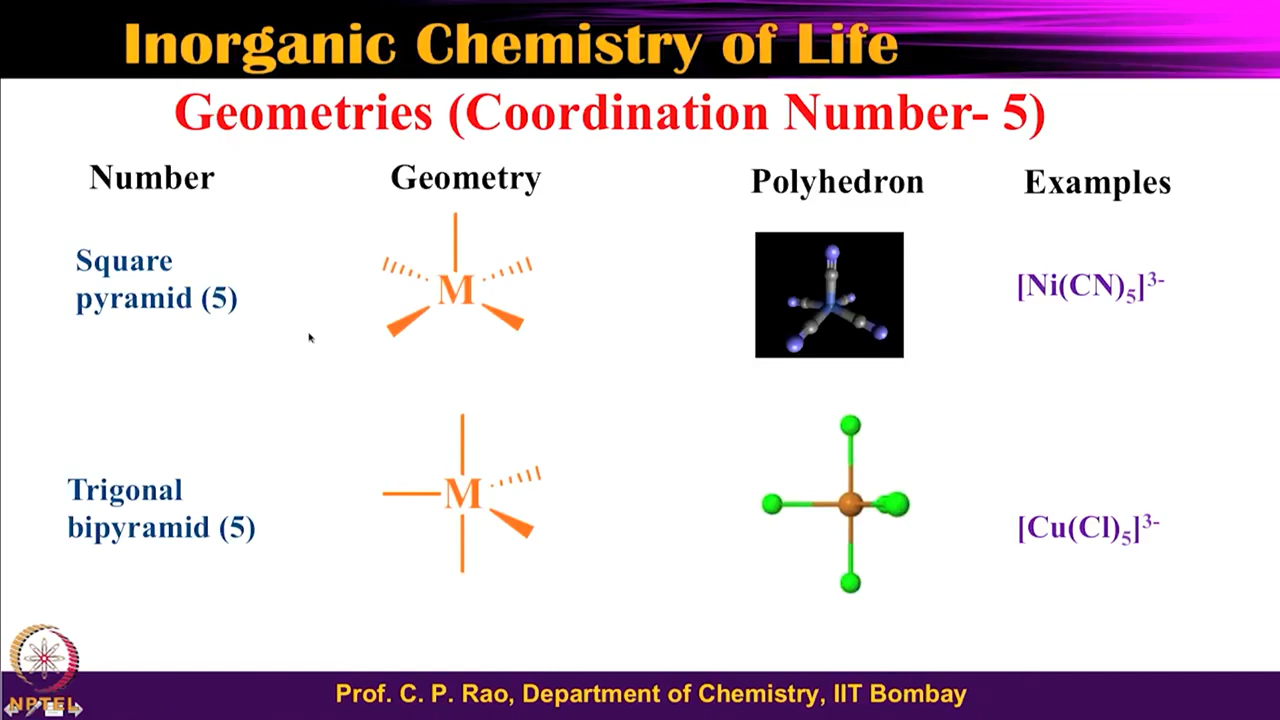 Inorganic Chemistry of Life
Geometries (Coordination Number- 5)
Number Geometry Polyhedron Examples
Square
pyramid (5)
M
[Ni(CN)₅]³⁻
Trigonal
bipyramid (5)
M
[Cu(Cl)₅]³⁻
NPTEL
Prof. C. P. Rao, Department of Chemistry, IIT Bombay